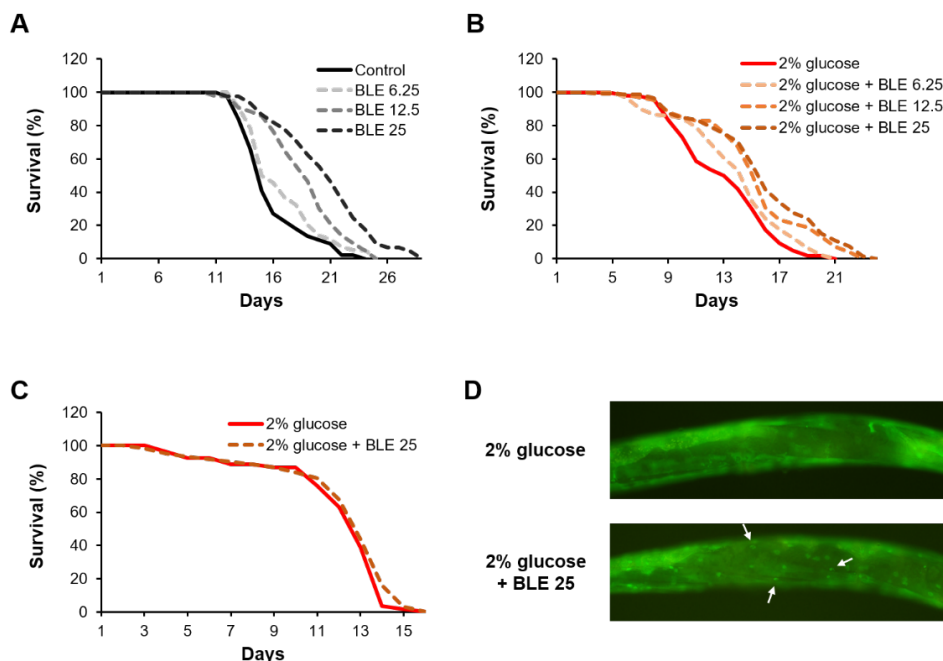 A
120
100
80
60
40
20
0
Survival (%)
1 6 11 16 21 26
Days
Control
BLE 6.25
BLE 12.5
BLE 25
B
120
100
80
60
40
20
0
Survival (%)
1 5 9 13 17 21
Days
2% glucose
2% glucose + BLE 6.25
2% glucose + BLE 12.5
2% glucose + BLE 25
C
120
100
80
60
40
20
0
Survival (%)
1 3 5 7 9 11 13 15
Days
2% glucose
2% glucose + BLE 25
D
2% glucose
2% glucose
+ BLE 25